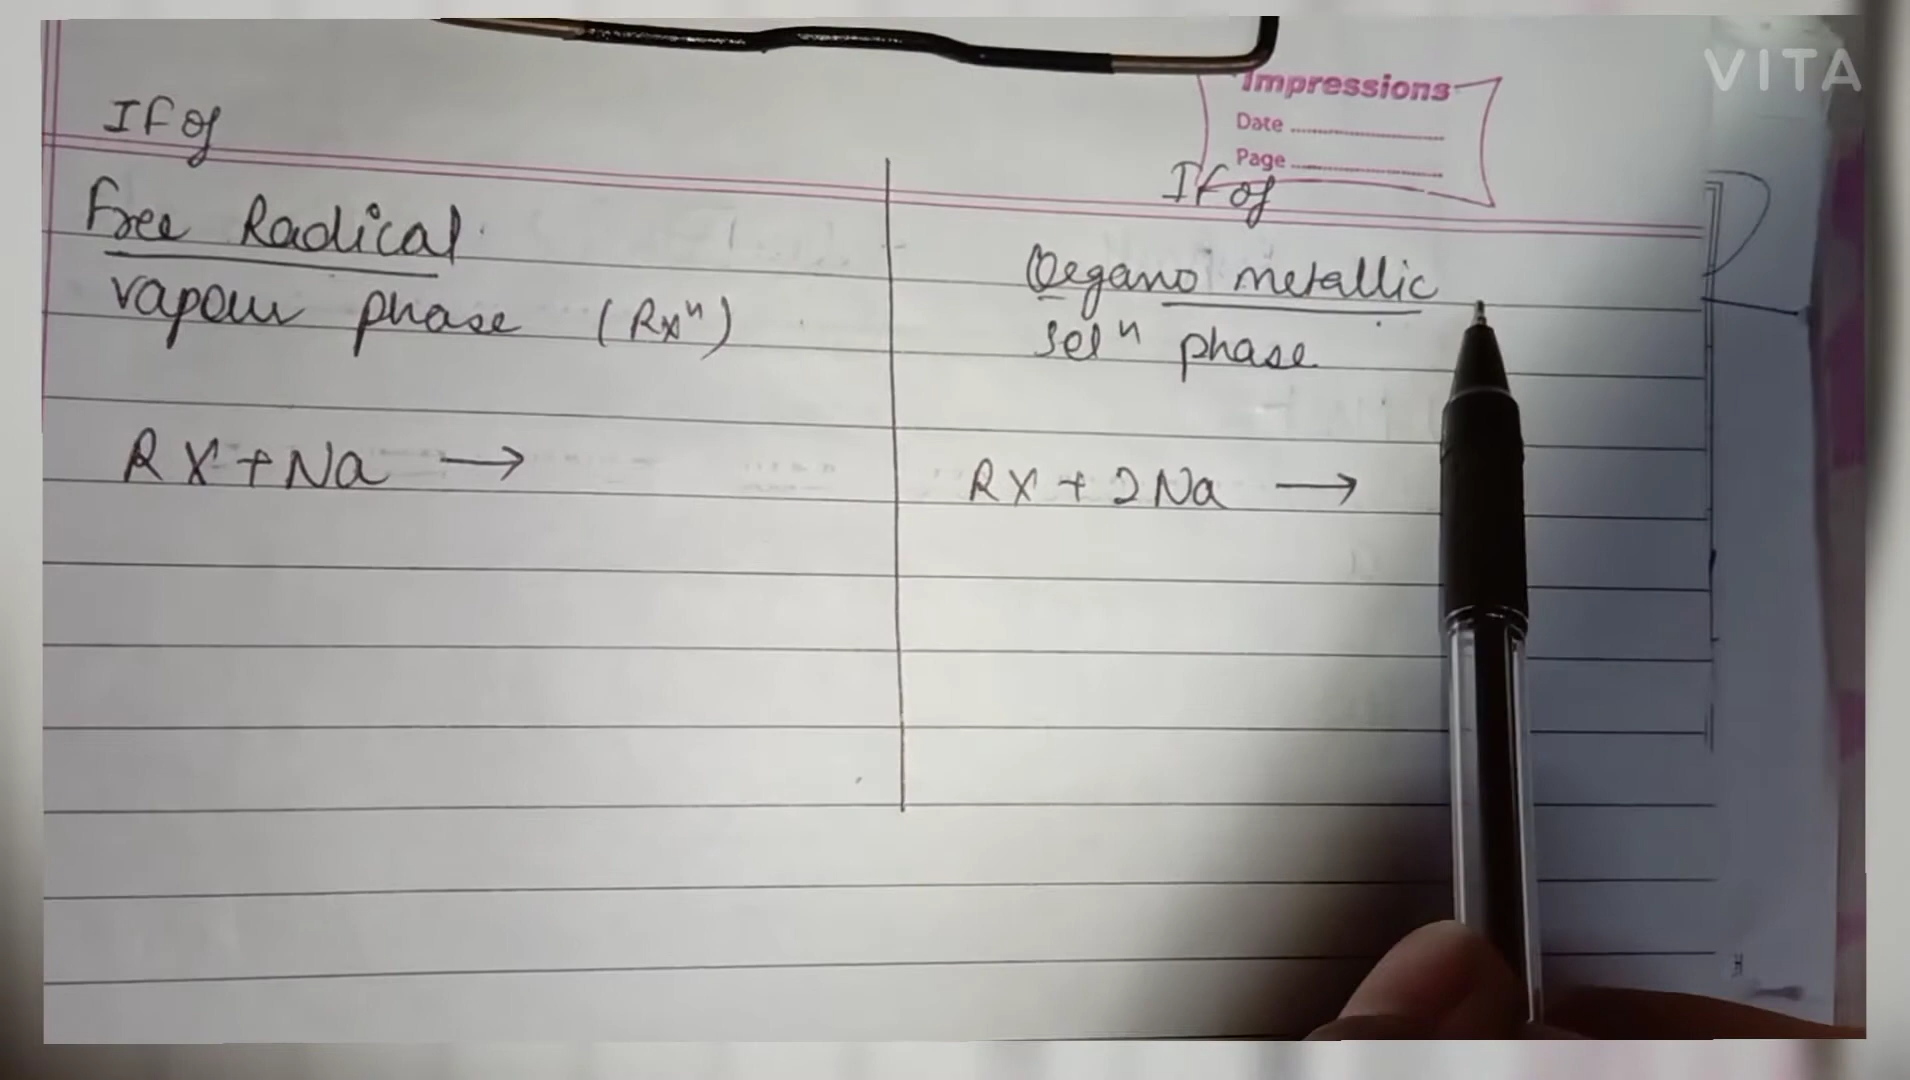 VITA
Impressions
Date
Page
IF of
Free Radical
vapour phase (Rxⁿ)
RX + Na →
IF of
Organo metallic
solⁿ phase
RX + 2Na →